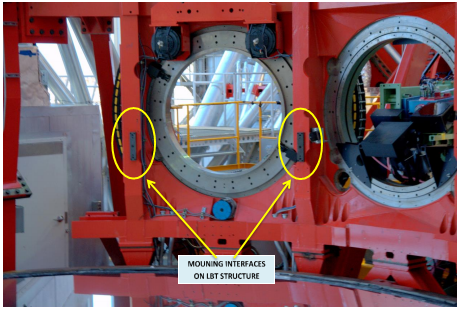 MOUNING INTERFACES
ON LBT STRUCTURE